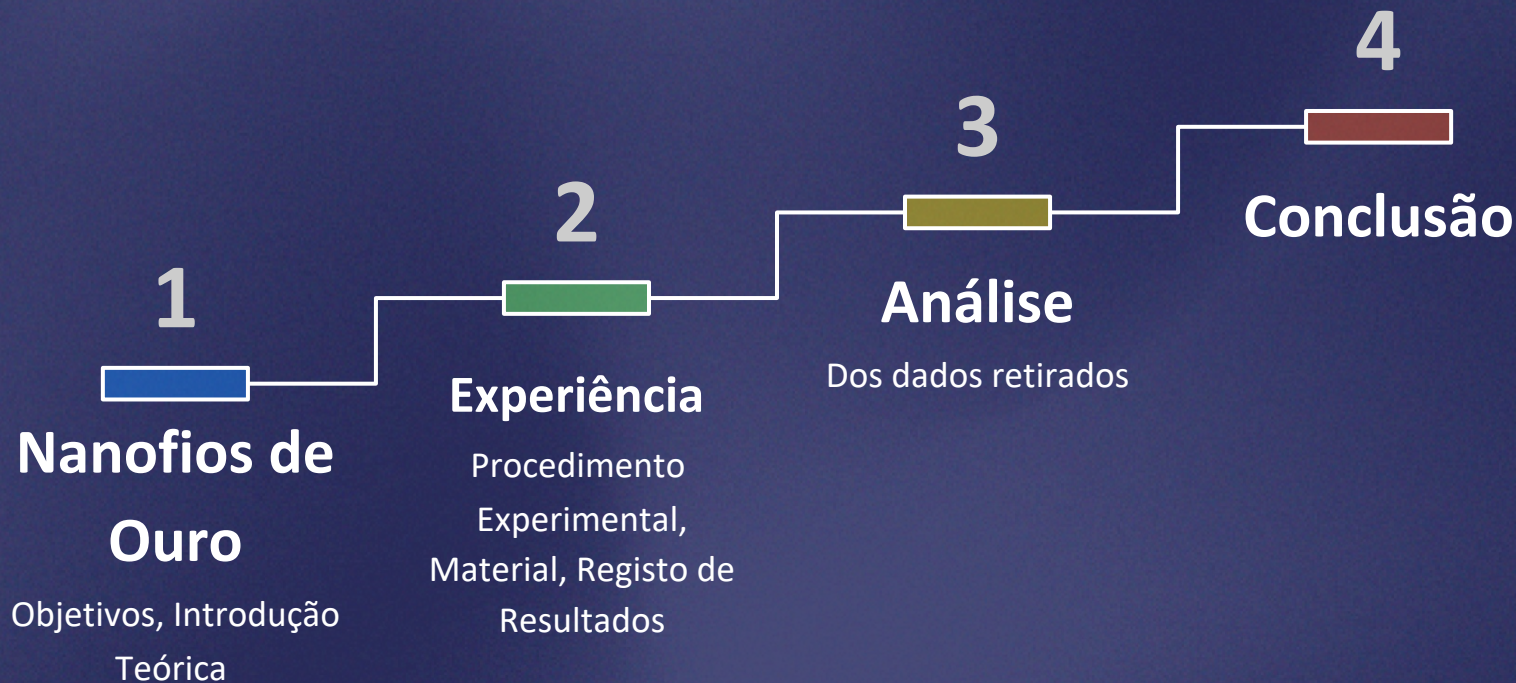 1
Nanofios de
Ouro
Objetivos, Introdução
Teórica
2
Experiência
Procedimento
Experimental,
Material, Registo de
Resultados
3
Análise
Dos dados retirados
4
Conclusão